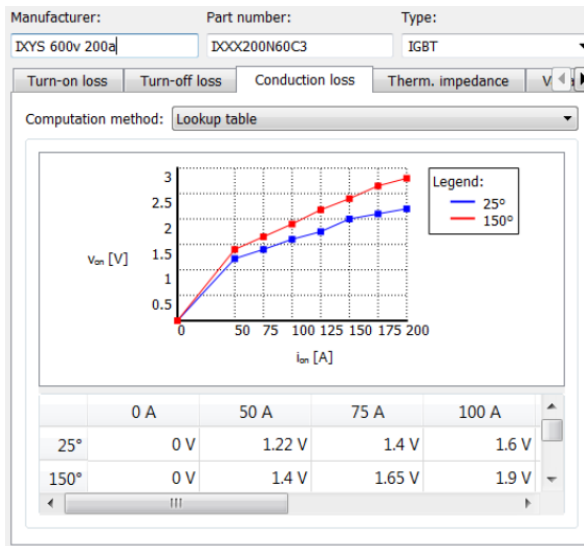 Manufacturer: Part number: Type:
IXYS 600v 200a IXXX200N60C3 IGBT
Turn-on loss Turn-off loss Conduction loss Therm. impedance V
Computation method: Lookup table
3
2.5
2
1.5
1
0.5
vₒₙ [V]
0 50 75 100 125 150 175 200
iₒₙ [A]
Legend:
25º
150º
0 A 50 A 75 A 100 A
25° 0 V 1.22 V 1.4 V 1.6 V
150° 0 V 1.4 V 1.65 V 1.9 V